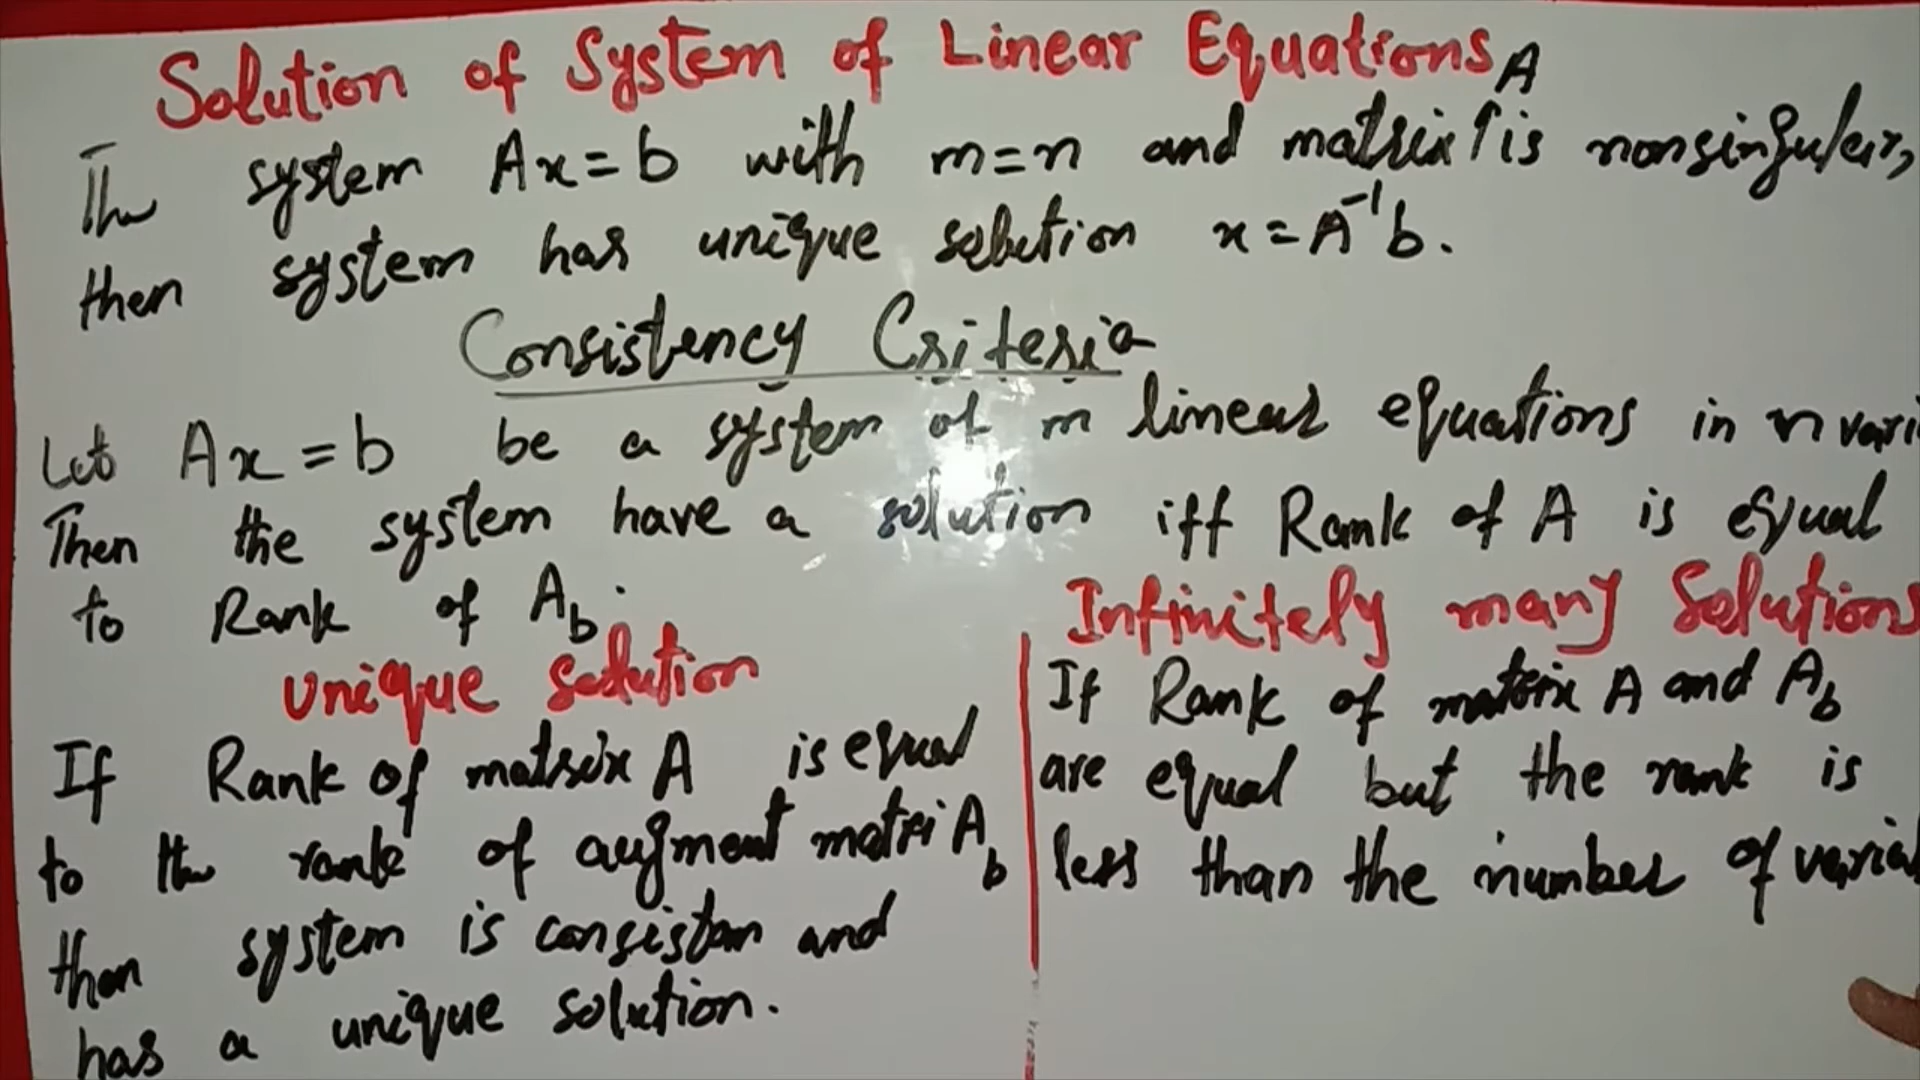 Solution of System of Linear Equations
The system Ax=b with m=n and matrix A is nonsingular,
then system has unique solution x=A⁻¹b.
Consistency Criteria
Let Ax=b be a system of m linear equations in n vari
Then the system have a solution iff Rank of A is equal
to Rank of A_b.
Unique Solution
If Rank of matrix A is equal
to the rank of augment matri A_b
then system is consistan and
has a unique solution.
Infinitely many Solutions
If Rank of matrix A and A_b
are equal but the rank is
less than the number of variab